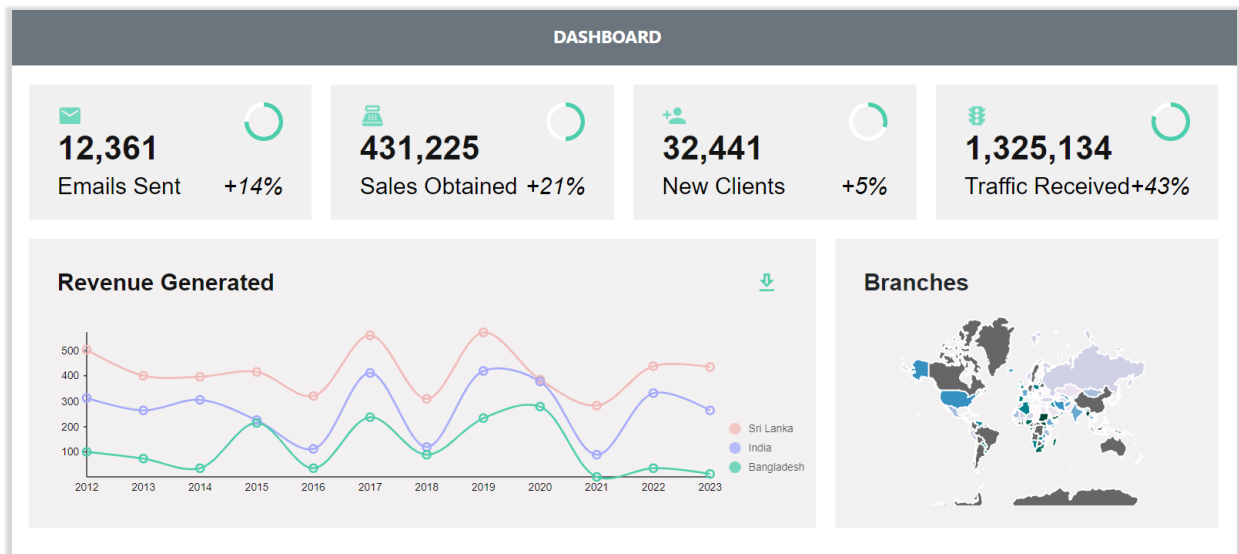 DASHBOARD
12,361
Emails Sent +14%
431,225
Sales Obtained +21%
32,441
New Clients +5%
1,325,134
Traffic Received+43%
Revenue Generated
500
400
300
200
100
2012 2013 2014 2015 2016 2017 2018 2019 2020 2021 2022 2023
Sri Lanka
India
Bangladesh
Branches